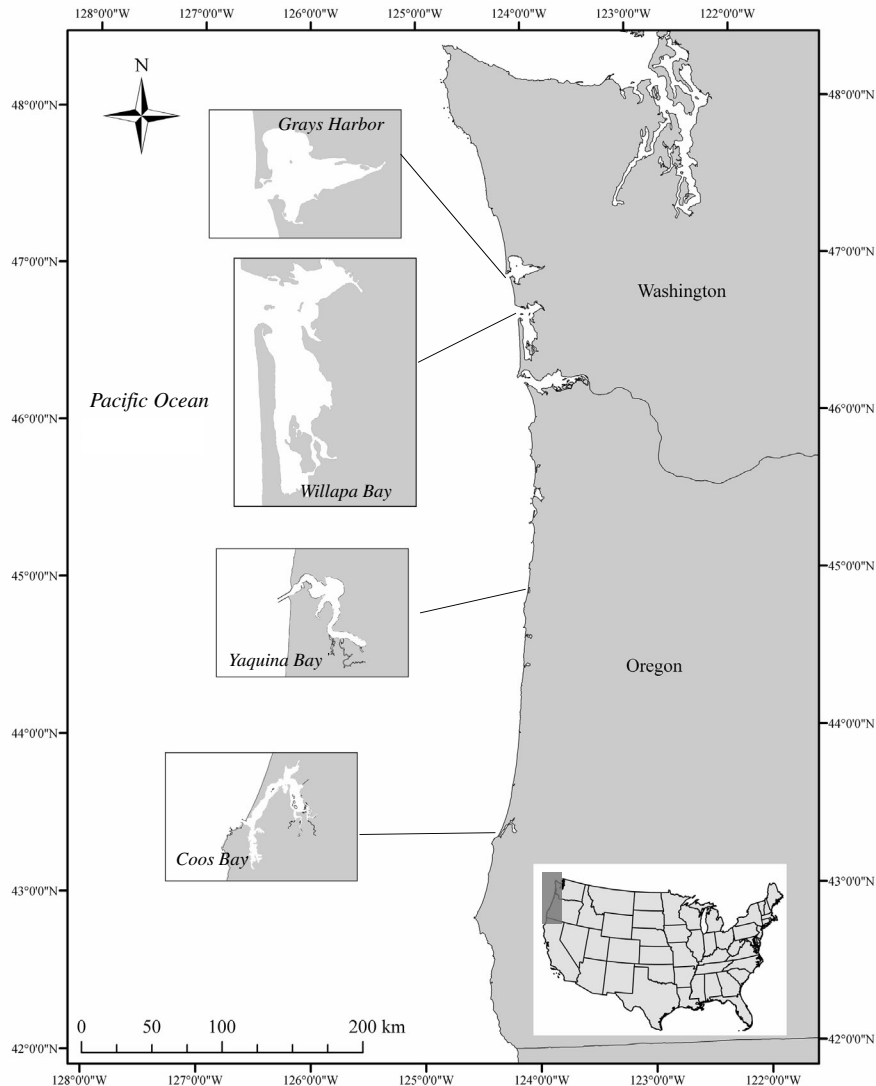 128°0'0"W 127°0'0"W 126°0'0"W 125°0'0"W 124°0'0"W 123°0'0"W 122°0'0"W
N
48°0'0"N 48°0'0"N
Grays Harbor
47°0'0"N 47°0'0"N
Washington
Pacific Ocean
46°0'0"N 46°0'0"N
Willapa Bay
45°0'0"N 45°0'0"N
Yaquina Bay
Oregon
44°0'0"N 44°0'0"N
Coos Bay
43°0'0"N 43°0'0"N
0 50 100 200 km
42°0'0"N 42°0'0"N
128°0'0"W 127°0'0"W 126°0'0"W 125°0'0"W 124°0'0"W 123°0'0"W 122°0'0"W